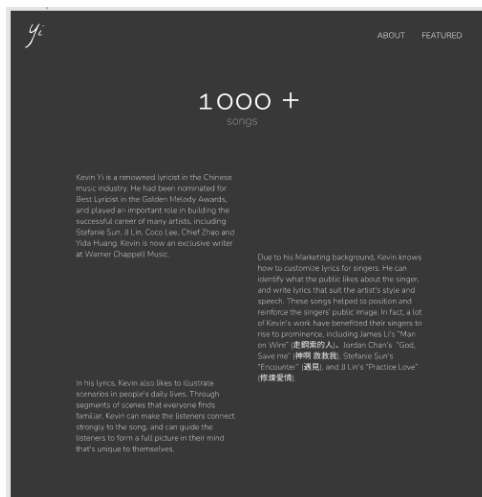 Yi
ABOUT FEATURED
1000 +
songs
Kevin Yi is a renowned lyricist in the Chinese
music industry. He had been nominated for
Best Lyricist in the Golden Melody Awards,
and played an important role in building the
successful career of many artists, including
Stefanie Sun, JJ Lin, Coco Lee, Chief Zhao and
Yida Huang. Kevin is now an exclusive writer
at Warner Chappell Music.
Due to his Marketing background, Kevin knows
how to customize lyrics for singers. He can
identify what the public likes about the singer,
and write lyrics that suit the artist's style and
speech. These songs helped to position and
reinforce the singers' public image. In fact, a lot
of Kevin's work have benefited their singers to
rise to prominence, including James Li's "Man
on Wire" (走鋼索的人)、Jordan Chan's "God,
Save me" (神啊 救救我), Stefanie Sun's
"Encounter" (遇見), and JJ Lin's "Practice Love"
(修煉愛情).
In his lyrics, Kevin also likes to illustrate
scenarios in people's daily lives. Through
segments of scenes that everyone finds
familiar, Kevin can make the listeners connect
strongly to the song, and can guide the
listeners to form a full picture in their mind
that's unique to themselves.